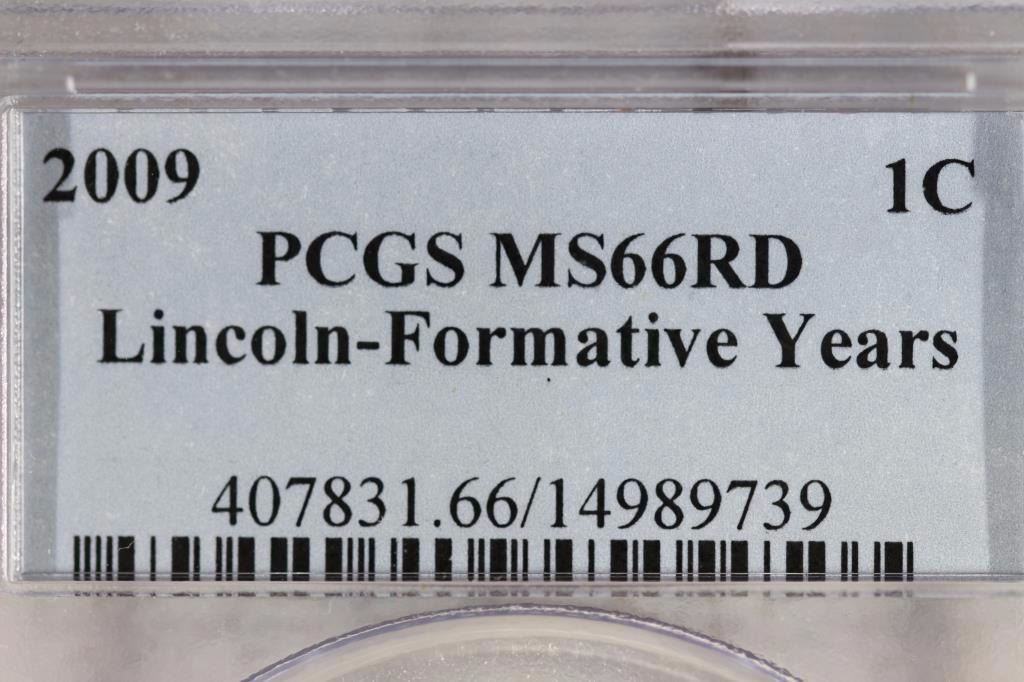 2009 1C
PCGS MS66RD
Lincoln-Formative Years
407831.66/14989739